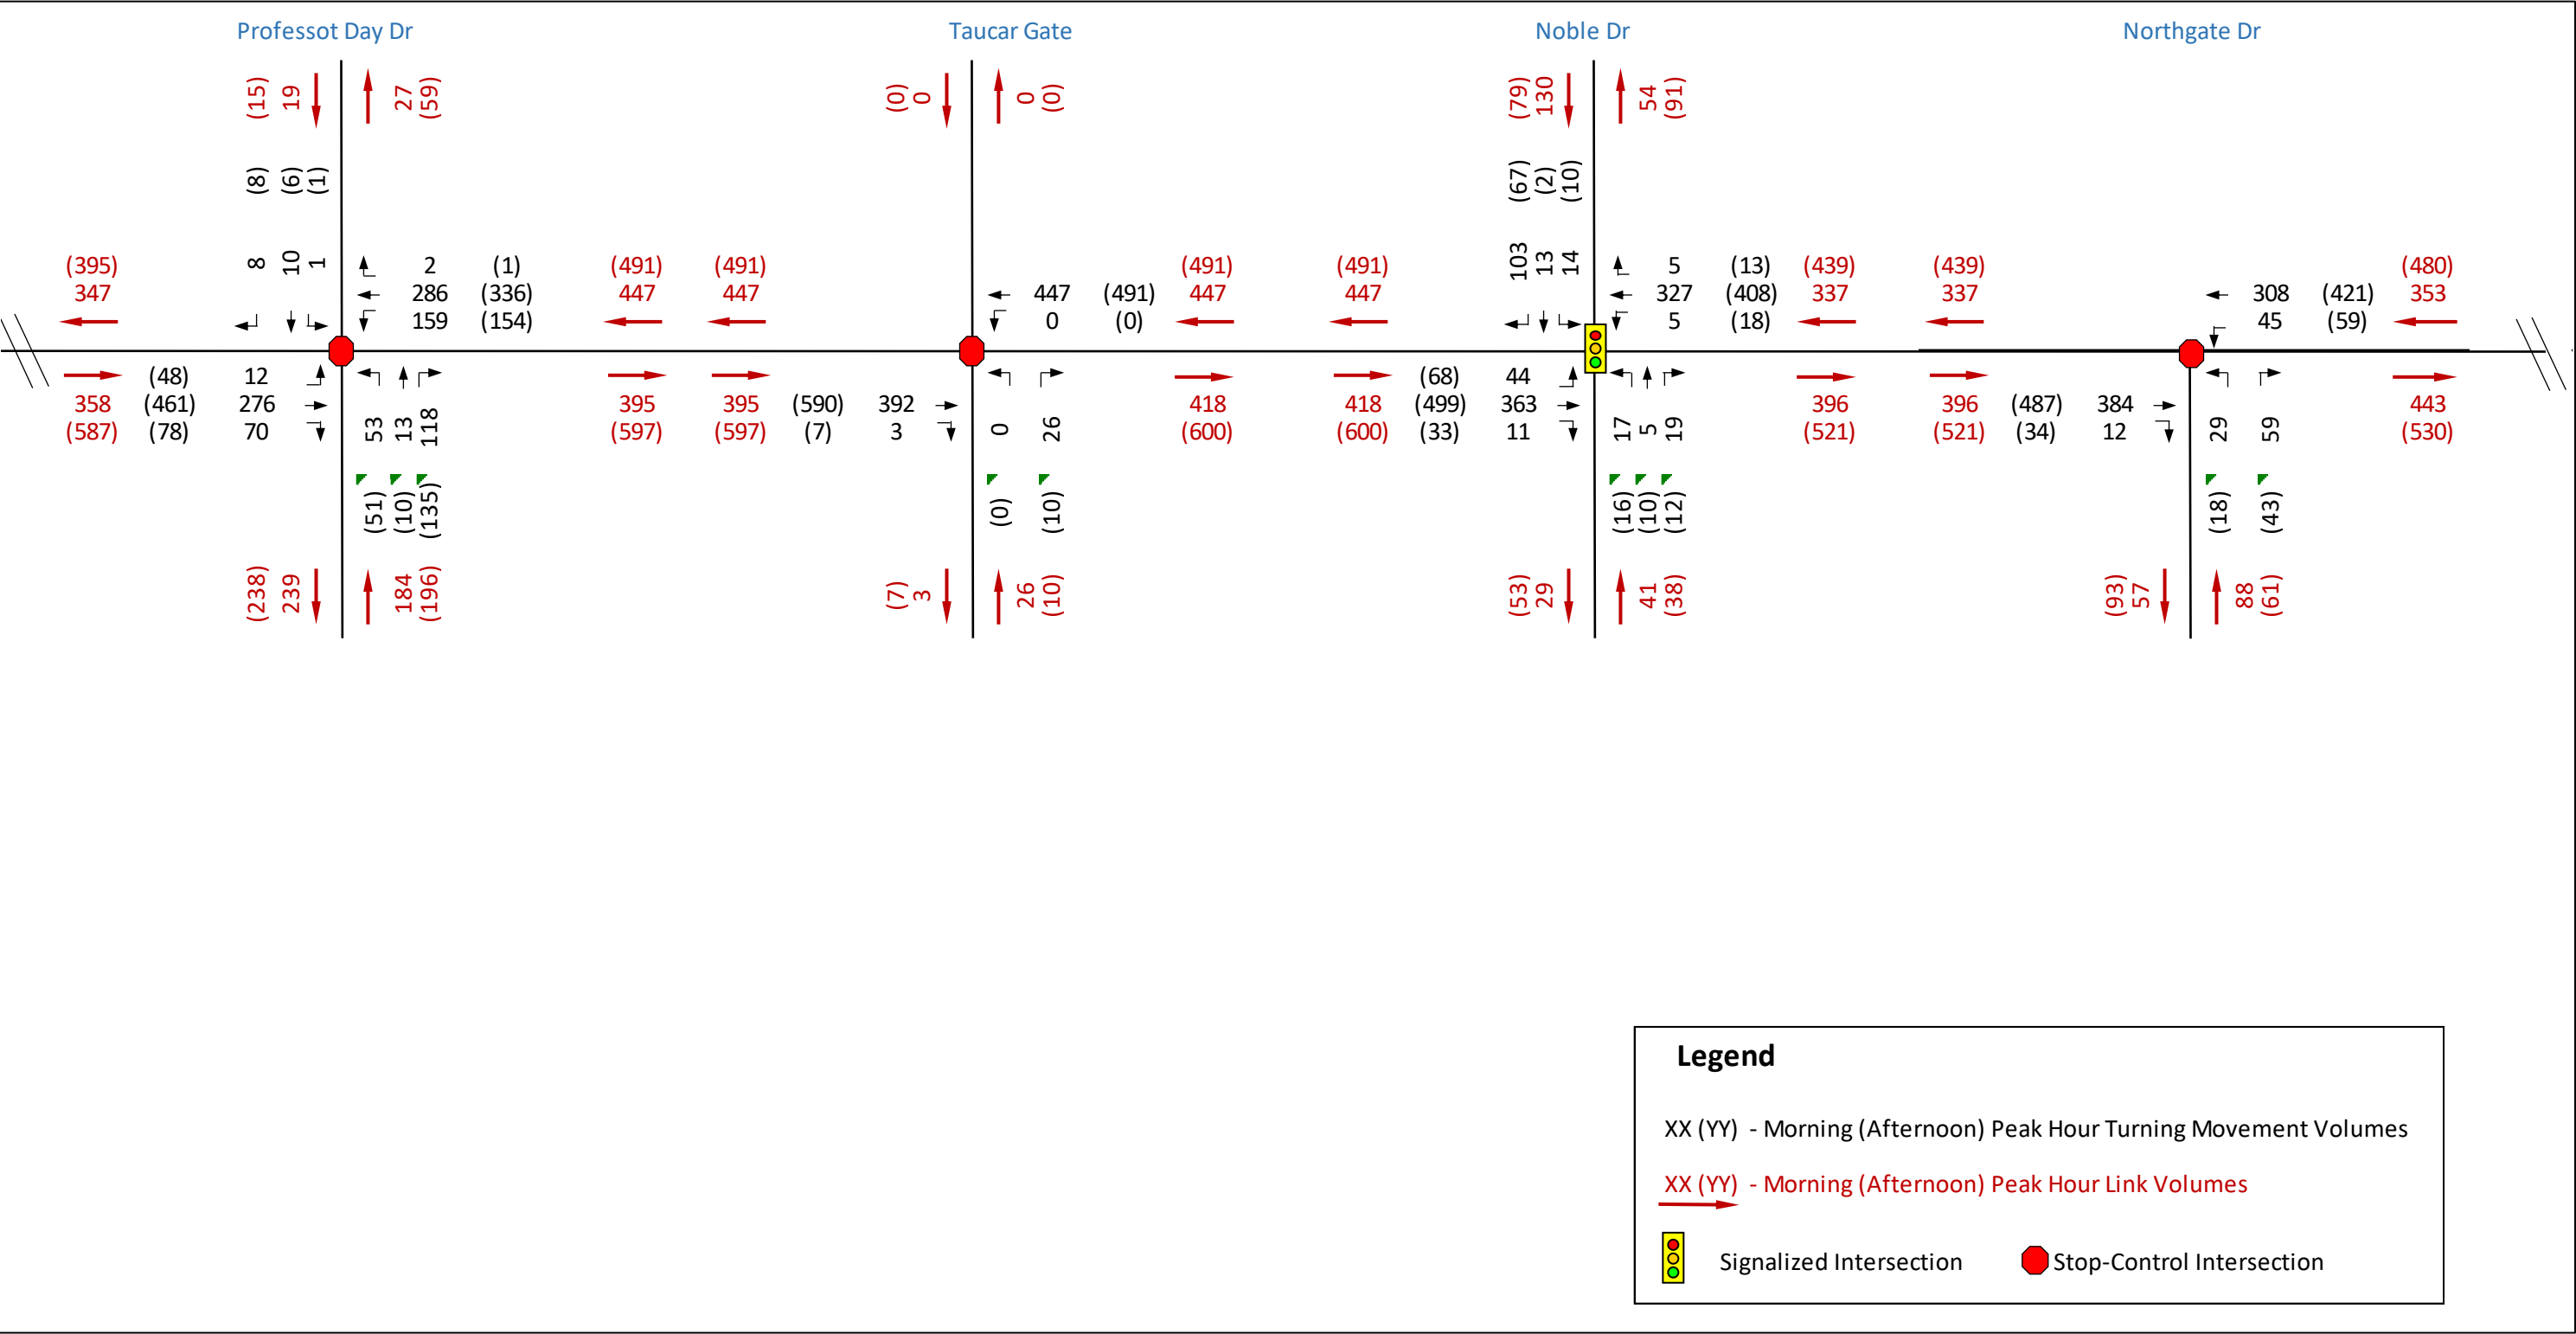 Professot Day Dr
Taucar Gate
Noble Dr
Northgate Dr
(15) 19 27 (59)
(0) 0 0 (0)
(79) 130 54 (91)
(8) (6) (1)
(67) (2) (10)
8 10 1
103 13 14
(395) 2 (1) (491) (491) (491) (491) 5 (13) (439) (439) (480)
347 286 (336) 447 447 447 (491) 447 447 327 (408) 337 337 308 (421) 353
159 (154) 0 (0) 5 (18) 45 (59)
(48) 12 (68) 44
358 (461) 276 395 395 (590) 392 418 418 (499) 363 396 396 (487) 384 443
(587) (78) 70 (597) (597) (7) 3 (600) (600) (33) 11 (521) (521) (34) 12 (530)
53 13 118
0 26
17 5 19
29 59
(51) (10) (135)
(0) (10)
(16) (10) (12)
(18) (43)
(238) 239 184 (196)
(7) 3 26 (10)
(53) 29 41 (38)
(93) 57 88 (61)
Legend
XX (YY) - Morning (Afternoon) Peak Hour Turning Movement Volumes
XX (YY) - Morning (Afternoon) Peak Hour Link Volumes
Signalized Intersection
Stop-Control Intersection